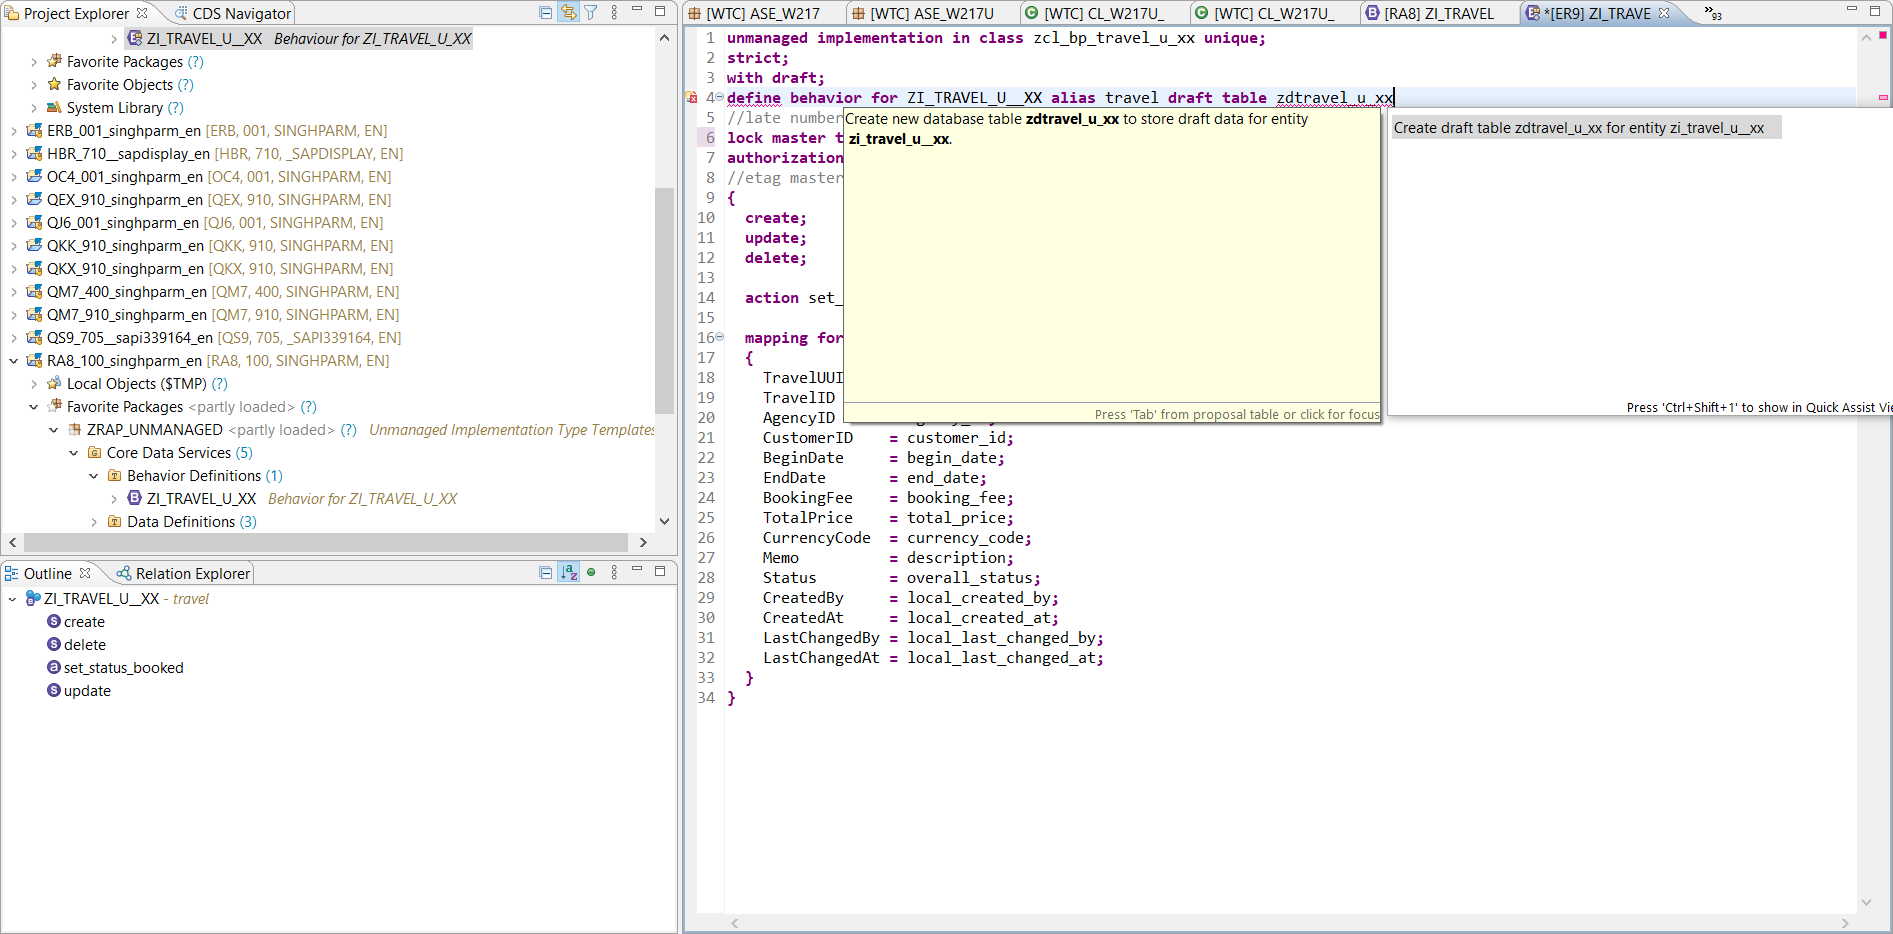 Project Explorer
CDS Navigator
ZI_TRAVEL_U__XX Behaviour for ZI_TRAVEL_U_XX
Favorite Packages (?)
Favorite Objects (?)
System Library (?)
ERB_001_singhparm_en [ERB, 001, SINGHPARM, EN]
HBR_710__sapdisplay_en [HBR, 710, _SAPDISPLAY, EN]
OC4_001_singhparm_en [OC4, 001, SINGHPARM, EN]
QEX_910_singhparm_en [QEX, 910, SINGHPARM, EN]
QJ6_001_singhparm_en [QJ6, 001, SINGHPARM, EN]
QKK_910_singhparm_en [QKK, 910, SINGHPARM, EN]
QKX_910_singhparm_en [QKX, 910, SINGHPARM, EN]
QM7_400_singhparm_en [QM7, 400, SINGHPARM, EN]
QM7_910_singhparm_en [QM7, 910, SINGHPARM, EN]
QS9_705__sapi339164_en [QS9, 705, _SAPI339164, EN]
RA8_100_singhparm_en [RA8, 100, SINGHPARM, EN]
Local Objects ($TMP) (?)
Favorite Packages <partly loaded> (?)
ZRAP_UNMANAGED <partly loaded> (?) Unmanaged Implementation Type Templates
Core Data Services (5)
Behavior Definitions (1)
ZI_TRAVEL_U_XX Behavior for ZI_TRAVEL_U_XX
Data Definitions (3)
Outline
Relation Explorer
ZI_TRAVEL_U__XX - travel
create
delete
set_status_booked
update
[WTC] ASE_W217
[WTC] ASE_W217U
[WTC] CL_W217U_
[WTC] CL_W217U_
[RA8] ZI_TRAVEL
*[ER9] ZI_TRAVE
»93
1 unmanaged implementation in class zcl_bp_travel_u_xx unique;
2 strict;
3 with draft;
4 define behavior for ZI_TRAVEL_U__XX alias travel draft table zdtravel_u_xx
5 //late number
6 lock master t
7 authorization
8 //etag master
9 {
10 create;
11 update;
12 delete;
13
14 action set_
15
16 mapping for
17 {
18 TravelUUI
19 TravelID
20 AgencyID
21 CustomerID = customer_id;
22 BeginDate = begin_date;
23 EndDate = end_date;
24 BookingFee = booking_fee;
25 TotalPrice = total_price;
26 CurrencyCode = currency_code;
27 Memo = description;
28 Status = overall_status;
29 CreatedBy = local_created_by;
30 CreatedAt = local_created_at;
31 LastChangedBy = local_last_changed_by;
32 LastChangedAt = local_last_changed_at;
33 }
34 }
Create new database table zdtravel_u_xx to store draft data for entity
zi_travel_u__xx.
Press 'Tab' from proposal table or click for focus
Create draft table zdtravel_u_xx for entity zi_travel_u__xx
Press 'Ctrl+Shift+1' to show in Quick Assist Vie